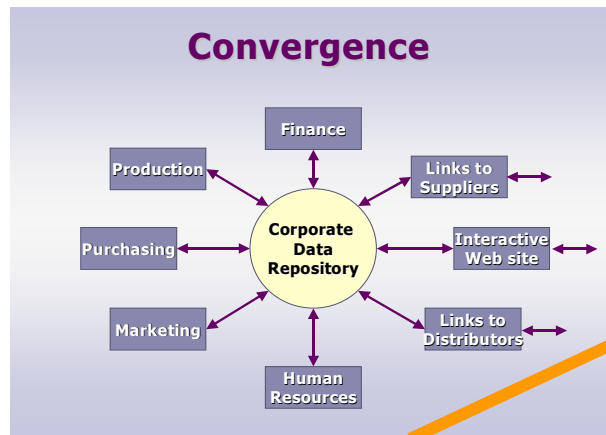 Convergence
Finance
Production
Links to
Suppliers
Purchasing
Corporate
Data
Repository
Interactive
Web site
Marketing
Links to
Distributors
Human
Resources